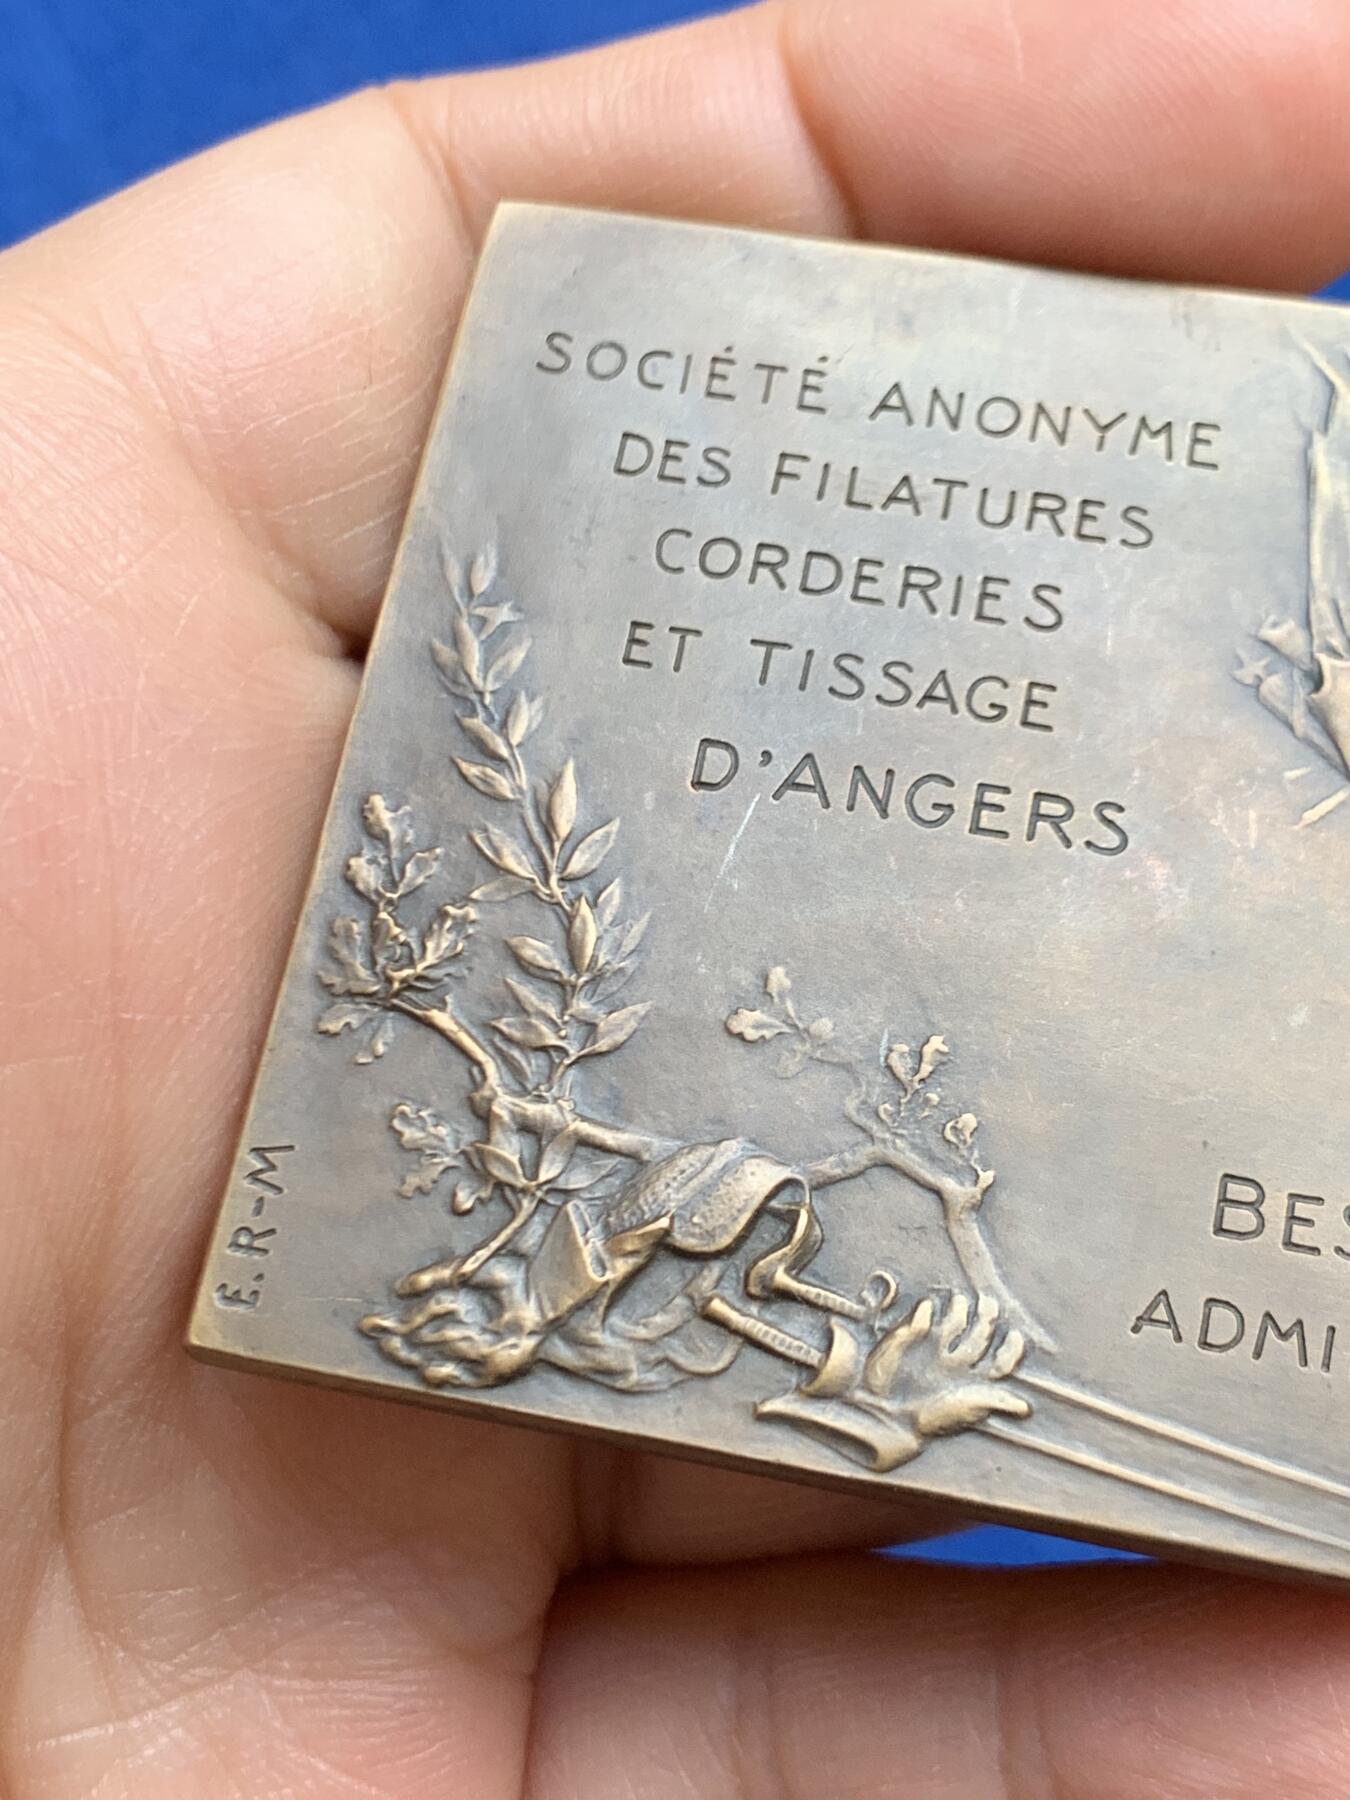 SOCIÉTÉ ANONYME
DES FILATURES
CORDERIES
ET TISSAGE
D'ANGERS
E. R-M